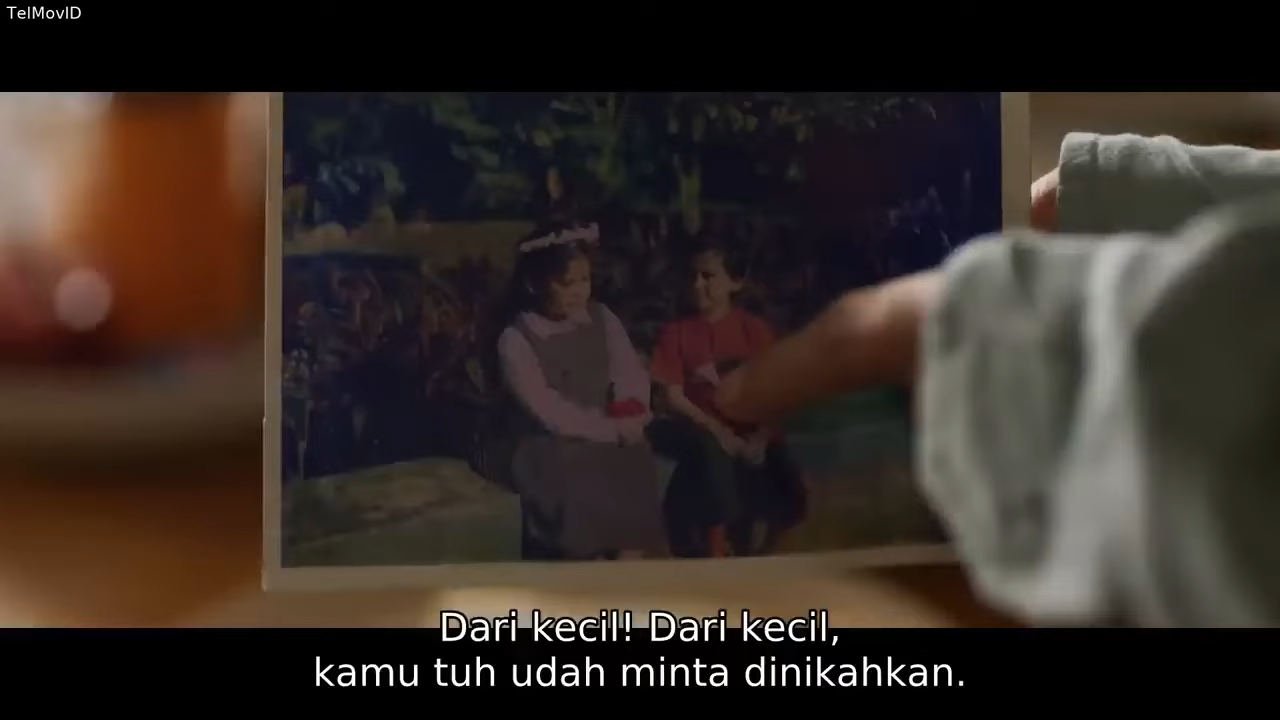 TelMovID
Dari kecil! Dari kecil,
kamu tuh udah minta dinikahkan.